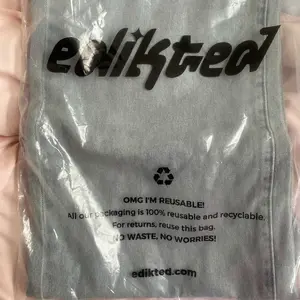 edikted
OMG I'M REUSABLE!
All our packaging is 100% reusable and recyclable.
For returns, reuse this bag.
NO WASTE, NO WORRIES!
edikted.com